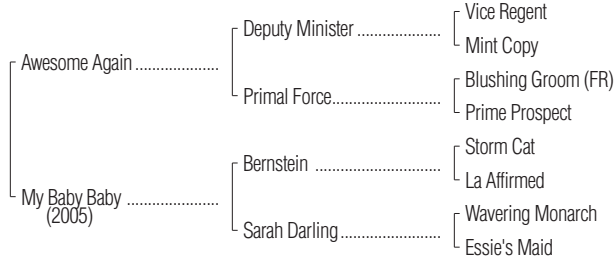 Vice Regent
Deputy Minister ....................
Mint Copy
Awesome Again ....................
Blushing Groom (FR)
Primal Force..........................
Prime Prospect
Storm Cat
Bernstein ..............................
La Affirmed
My Baby Baby ......................
(2005)
Wavering Monarch
Sarah Darling........................
Essie's Maid